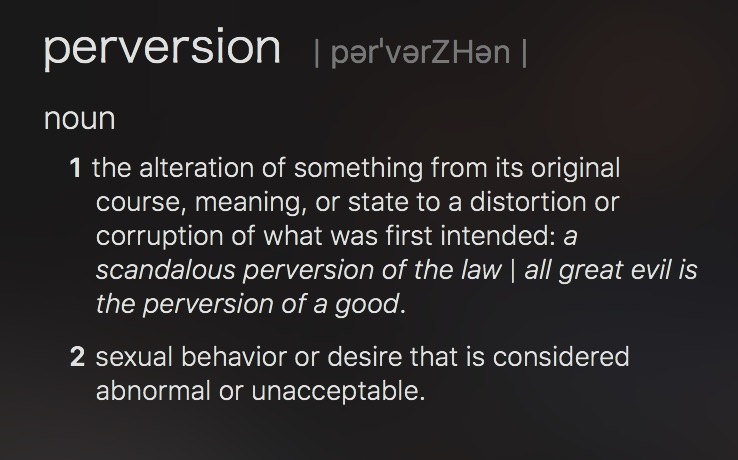 perversion | pərˈvərZHən |
noun
1 the alteration of something from its original
course, meaning, or state to a distortion or
corruption of what was first intended: a
scandalous perversion of the law | all great evil is
the perversion of a good.
2 sexual behavior or desire that is considered
abnormal or unacceptable.